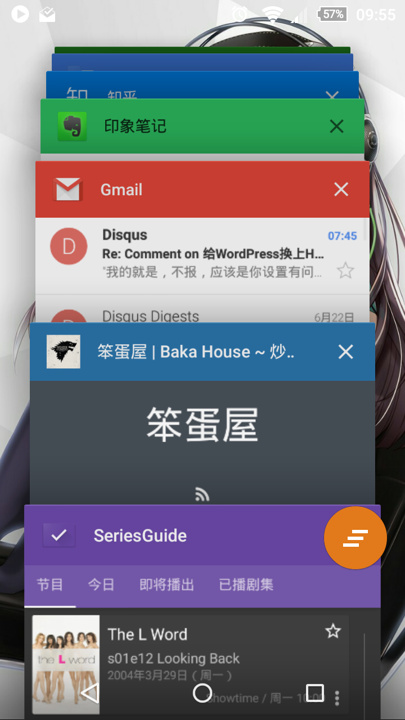 57%
09:55
知 知乎
印象笔记
Gmail
D
Disqus
07:45
Re: Comment on 给WordPress换上H...
"我的就是，不报，应该是你设置有问...
D
Disqus Digests
6月22日
笨蛋屋 | Baka House ~ 炒..
笨蛋屋
SeriesGuide
节目 今日 即将播出 已播剧集
the L word
The L Word
s01e12 Looking Back
2004年3月29日（周一）
Showtime / 周一 10:00